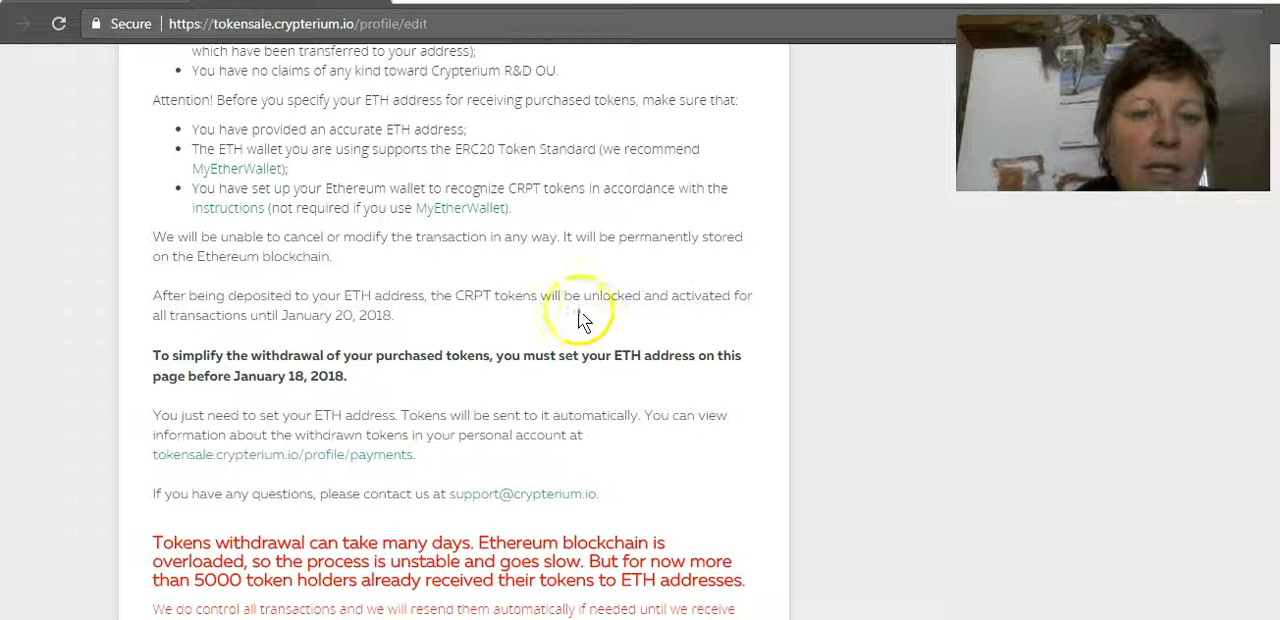 Secure https://tokensale.crypterium.io/profile/edit
which have been transferred to your address);
You have no claims of any kind toward Crypterium R&D OU.
Attention! Before you specify your ETH address for receiving purchased tokens, make sure that:
You have provided an accurate ETH address;
The ETH wallet you are using supports the ERC20 Token Standard (we recommend
MyEtherWallet);
You have set up your Ethereum wallet to recognize CRPT tokens in accordance with the
instructions (not required if you use MyEtherWallet).
We will be unable to cancel or modify the transaction in any way. It will be permanently stored
on the Ethereum blockchain.
After being deposited to your ETH address, the CRPT tokens will be unlocked and activated for
all transactions until January 20, 2018.
To simplify the withdrawal of your purchased tokens, you must set your ETH address on this
page before January 18, 2018.
You just need to set your ETH address. Tokens will be sent to it automatically. You can view
information about the withdrawn tokens in your personal account at
tokensale.crypterium.io/profile/payments.
If you have any questions, please contact us at support@crypterium.io.
Tokens withdrawal can take many days. Ethereum blockchain is
overloaded, so the process is unstable and goes slow. But for now more
than 5000 token holders already received their tokens to ETH addresses.
We do control all transactions and we will resend them automatically if needed until we receive